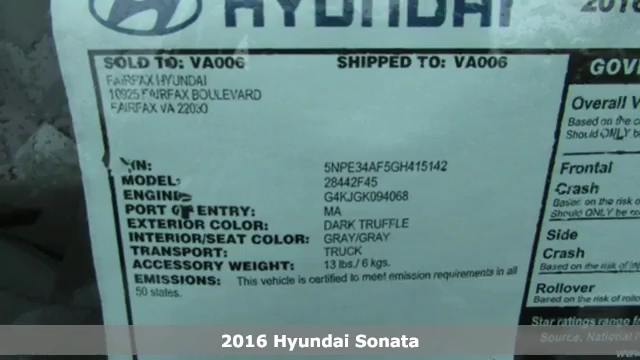 HYUNDAI
SOLD TO: VA006 SHIPPED TO: VA006
FAIRFAX HYUNDAI
10925 FAIRFAX BOULEVARD
FAIRFAX VA 22030
VIN: 5NPE34AF5GH415142
MODEL: 28442F45
ENGINE: G4KJGK094068
PORT OF ENTRY: MA
EXTERIOR COLOR: DARK TRUFFLE
INTERIOR/SEAT COLOR: GRAY/GRAY
TRANSPORT: TRUCK
ACCESSORY WEIGHT: 13 lbs./ 6 kgs.
EMISSIONS: This vehicle is certified to meet emission requirements in all
50 states.
GOV
Overall V
Based on the
Should ONLY b
Frontal
Crash
Based on the risk o
Should ONLY be
Side
Crash
Based on the risk of in
Rollover
Based on the risk of rollo
Star ratings range fo
Source: National
2016 Hyundai Sonata